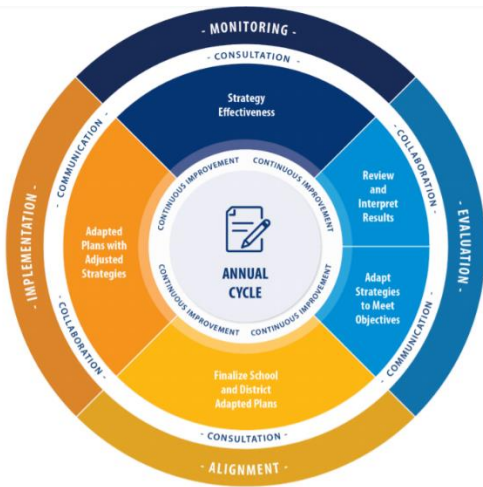 - MONITORING -
- CONSULTATION -
Strategy
Effectiveness
- COMMUNICATION -
- COLLABORATION -
CONTINUOUS IMPROVEMENT
CONTINUOUS IMPROVEMENT
Review
and
Interpret
Results
- IMPLEMENTATION -
Adapted
Plans with
Adjusted
Strategies
ANNUAL
CYCLE
- EVALUATION -
Adapt
Strategies
to Meet
Objectives
CONTINUOUS IMPROVEMENT
CONTINUOUS IMPROVEMENT
- COLLABORATION -
- COMMUNICATION -
Finalize School
and District
Adapted Plans
- CONSULTATION -
- ALIGNMENT -